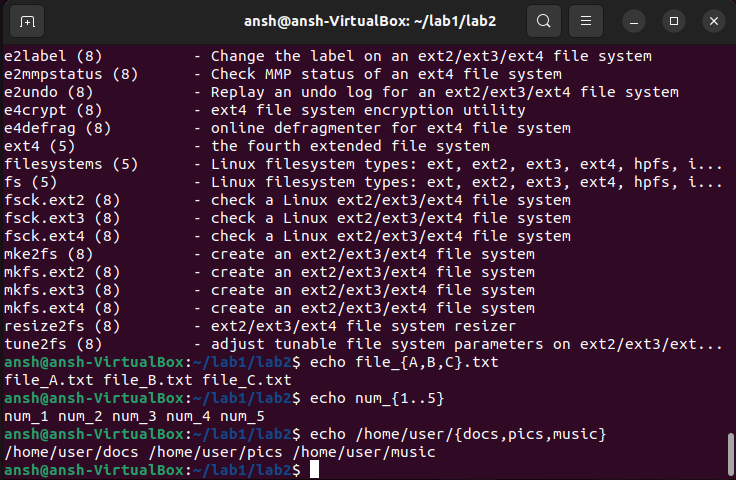 ansh@ansh-VirtualBox: ~/lab1/lab2
e2label (8)          - Change the label on an ext2/ext3/ext4 file system
e2mmpstatus (8)      - Check MMP status of an ext4 file system
e2undo (8)           - Replay an undo log for an ext2/ext3/ext4 file system
e4crypt (8)          - ext4 file system encryption utility
e4defrag (8)         - online defragmenter for ext4 file system
ext4 (5)             - the fourth extended file system
filesystems (5)      - Linux filesystem types: ext, ext2, ext3, ext4, hpfs, i...
fs (5)               - Linux filesystem types: ext, ext2, ext3, ext4, hpfs, i...
fsck.ext2 (8)        - check a Linux ext2/ext3/ext4 file system
fsck.ext3 (8)        - check a Linux ext2/ext3/ext4 file system
fsck.ext4 (8)        - check a Linux ext2/ext3/ext4 file system
mke2fs (8)           - create an ext2/ext3/ext4 file system
mkfs.ext2 (8)        - create an ext2/ext3/ext4 file system
mkfs.ext3 (8)        - create an ext2/ext3/ext4 file system
mkfs.ext4 (8)        - create an ext2/ext3/ext4 file system
resize2fs (8)        - ext2/ext3/ext4 file system resizer
tune2fs (8)          - adjust tunable file system parameters on ext2/ext3/ext...
ansh@ansh-VirtualBox:~/lab1/lab2$ echo file_{A,B,C}.txt
file_A.txt file_B.txt file_C.txt
ansh@ansh-VirtualBox:~/lab1/lab2$ echo num_{1..5}
num_1 num_2 num_3 num_4 num_5
ansh@ansh-VirtualBox:~/lab1/lab2$ echo /home/user/{docs,pics,music}
/home/user/docs /home/user/pics /home/user/music
ansh@ansh-VirtualBox:~/lab1/lab2$